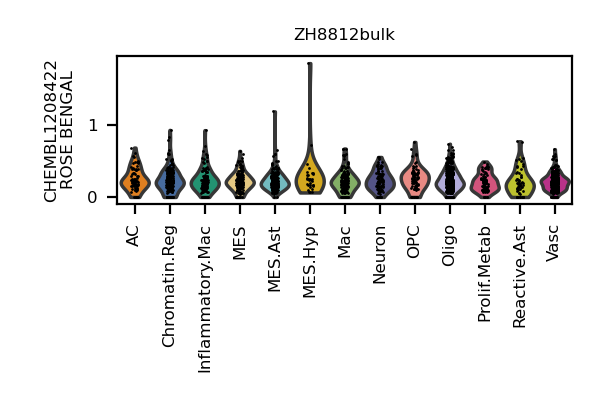 ZH8812bulk
CHEMBL1208422
ROSE BENGAL
1
0
AC
Chromatin.Reg
Inflammatory.Mac
MES
MES.Ast
MES.Hyp
Mac
Neuron
OPC
Oligo
Prolif.Metab
Reactive.Ast
Vasc